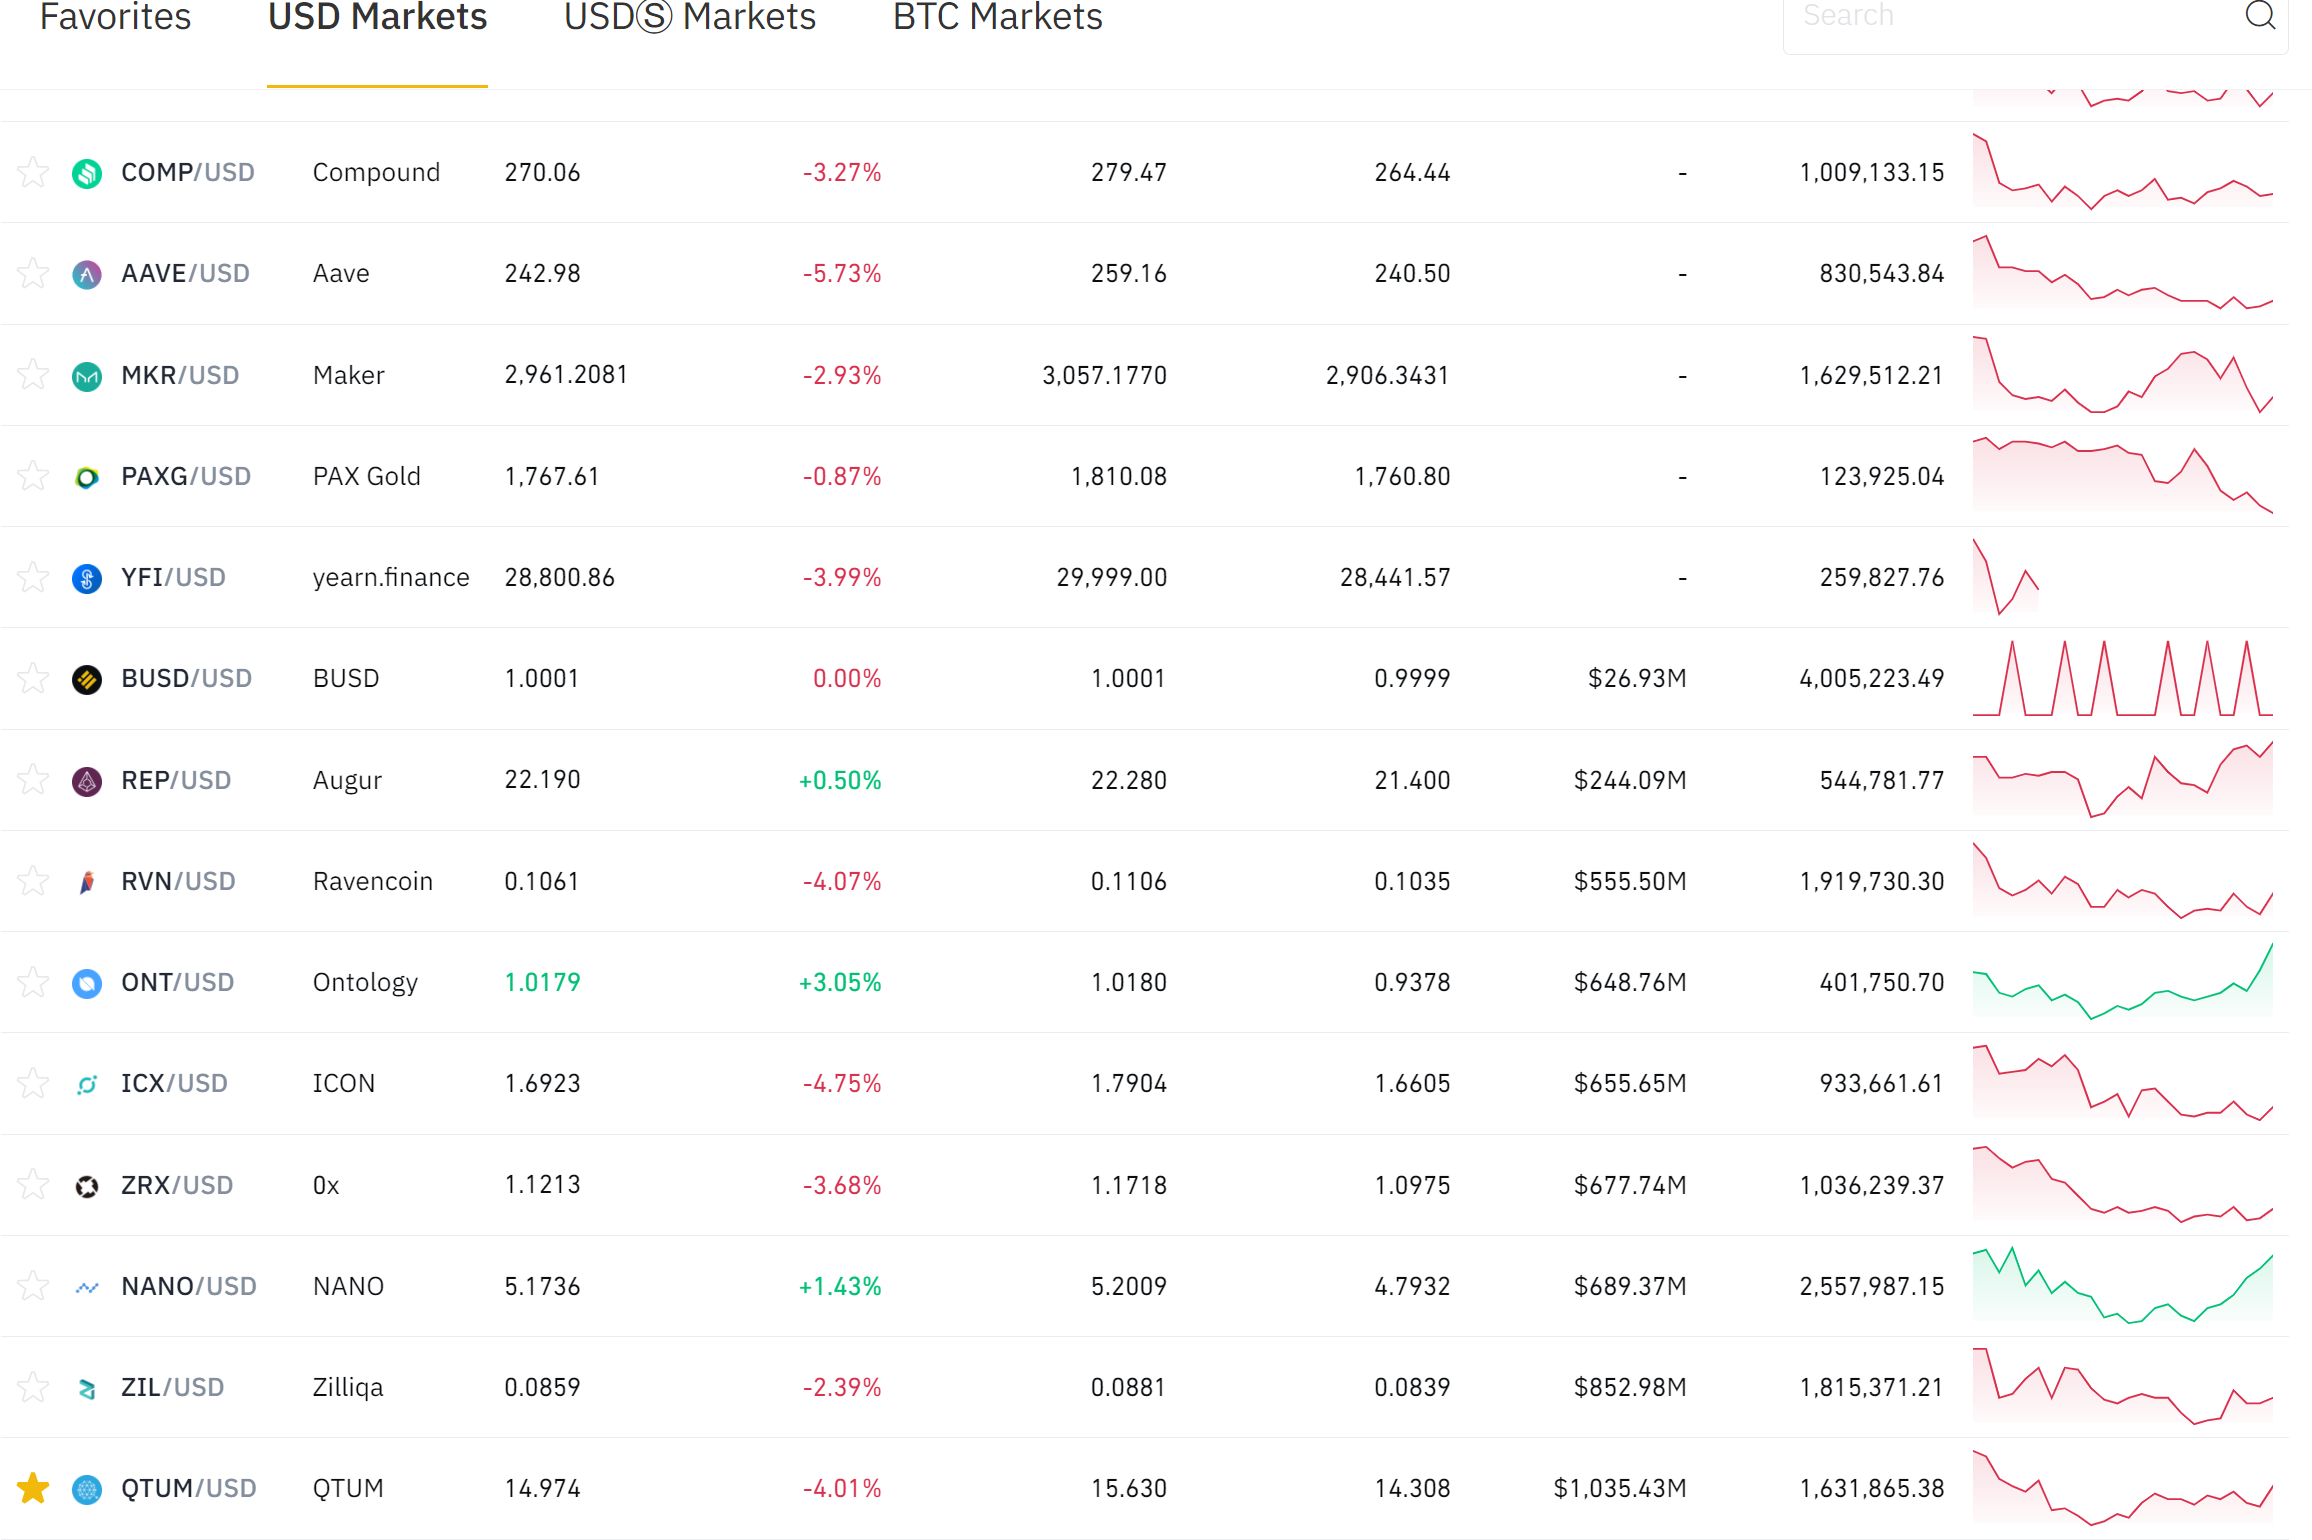 Favorites USD Markets USDⓈ Markets BTC Markets Search
COMP/USD Compound 270.06 -3.27% 279.47 264.44 - 1,009,133.15
AAVE/USD Aave 242.98 -5.73% 259.16 240.50 - 830,543.84
MKR/USD Maker 2,961.2081 -2.93% 3,057.1770 2,906.3431 - 1,629,512.21
PAXG/USD PAX Gold 1,767.61 -0.87% 1,810.08 1,760.80 - 123,925.04
YFI/USD yearn.finance 28,800.86 -3.99% 29,999.00 28,441.57 - 259,827.76
BUSD/USD BUSD 1.0001 0.00% 1.0001 0.9999 $26.93M 4,005,223.49
REP/USD Augur 22.190 +0.50% 22.280 21.400 $244.09M 544,781.77
RVN/USD Ravencoin 0.1061 -4.07% 0.1106 0.1035 $555.50M 1,919,730.30
ONT/USD Ontology 1.0179 +3.05% 1.0180 0.9378 $648.76M 401,750.70
ICX/USD ICON 1.6923 -4.75% 1.7904 1.6605 $655.65M 933,661.61
ZRX/USD 0x 1.1213 -3.68% 1.1718 1.0975 $677.74M 1,036,239.37
NANO/USD NANO 5.1736 +1.43% 5.2009 4.7932 $689.37M 2,557,987.15
ZIL/USD Zilliqa 0.0859 -2.39% 0.0881 0.0839 $852.98M 1,815,371.21
QTUM/USD QTUM 14.974 -4.01% 15.630 14.308 $1,035.43M 1,631,865.38